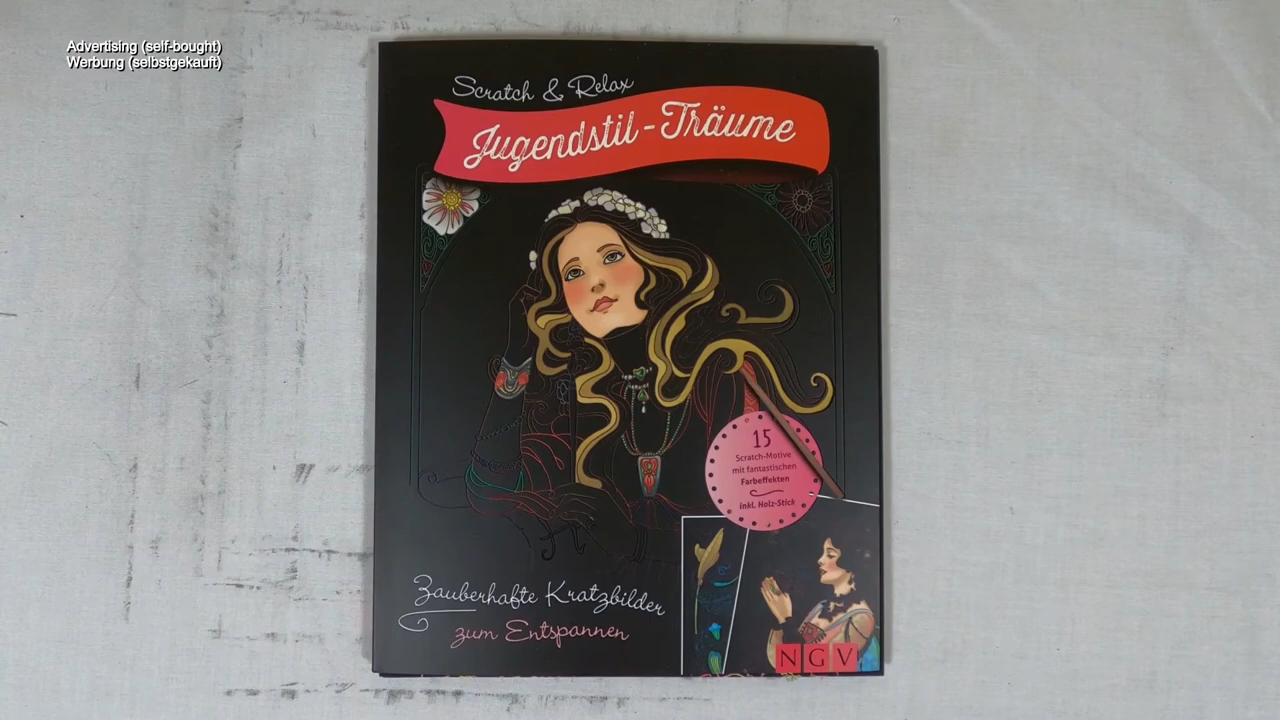 Advertising (self-bought)
Werbung (selbstgekauft)
Scratch & Relax
Jugendstil-Träume
15
Scratch-Motive
mit fantastischen
Farbeffekten
inkl. Holz-Stick
Zauberhafte Kratzbilder
zum Entspannen
NGV